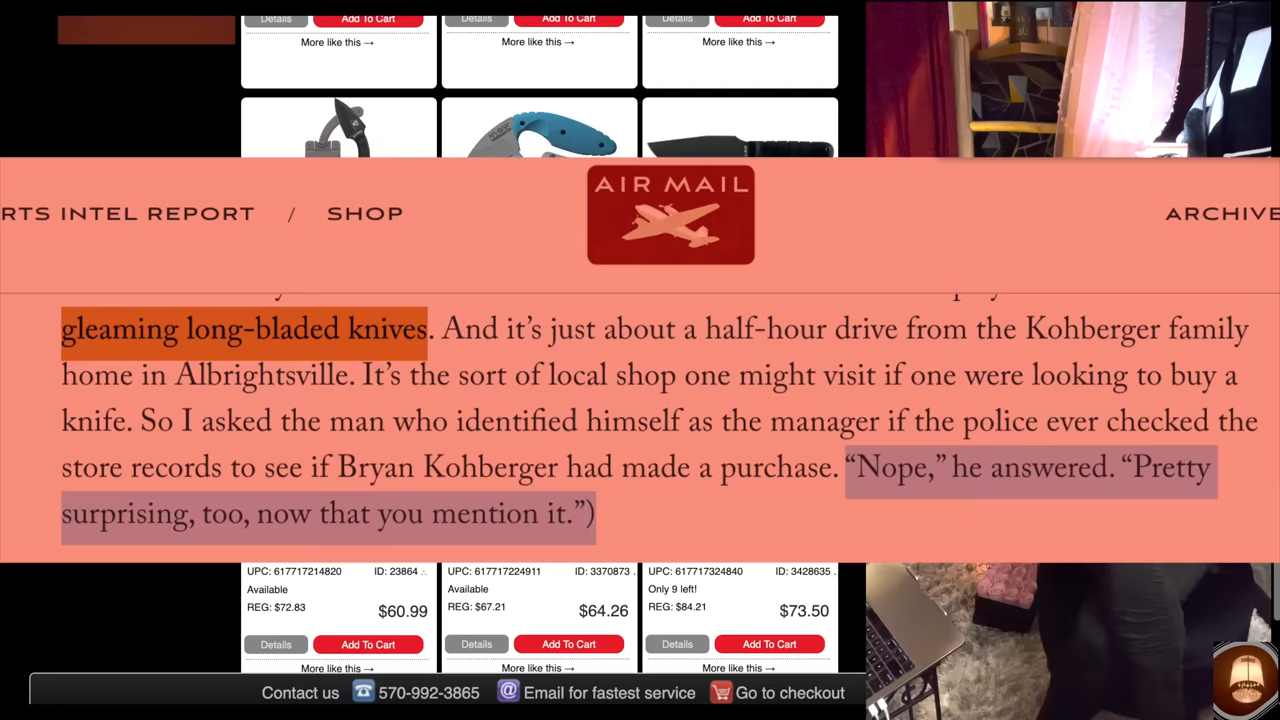 Details Add To Cart Details Add To Cart Details Add To Cart
More like this → More like this → More like this →
RTS INTEL REPORT / SHOP AIR MAIL ARCHIVE
gleaming long-bladed knives. And it’s just about a half-hour drive from the Kohberger family
home in Albrightsville. It’s the sort of local shop one might visit if one were looking to buy a
knife. So I asked the man who identified himself as the manager if the police ever checked the
store records to see if Bryan Kohberger had made a purchase. “Nope,” he answered. “Pretty
surprising, too, now that you mention it.”)
UPC: 617717214820 ID: 23864 UPC: 617717224911 ID: 3370873 UPC: 617717324840 ID: 3428635
Available Available Only 9 left!
REG: $72.83 $60.99 REG: $67.21 $64.26 REG: $84.21 $73.50
Details Add To Cart Details Add To Cart Details Add To Cart
More like this → More like this → More like this →
Contact us 570-992-3865 @ Email for fastest service Go to checkout